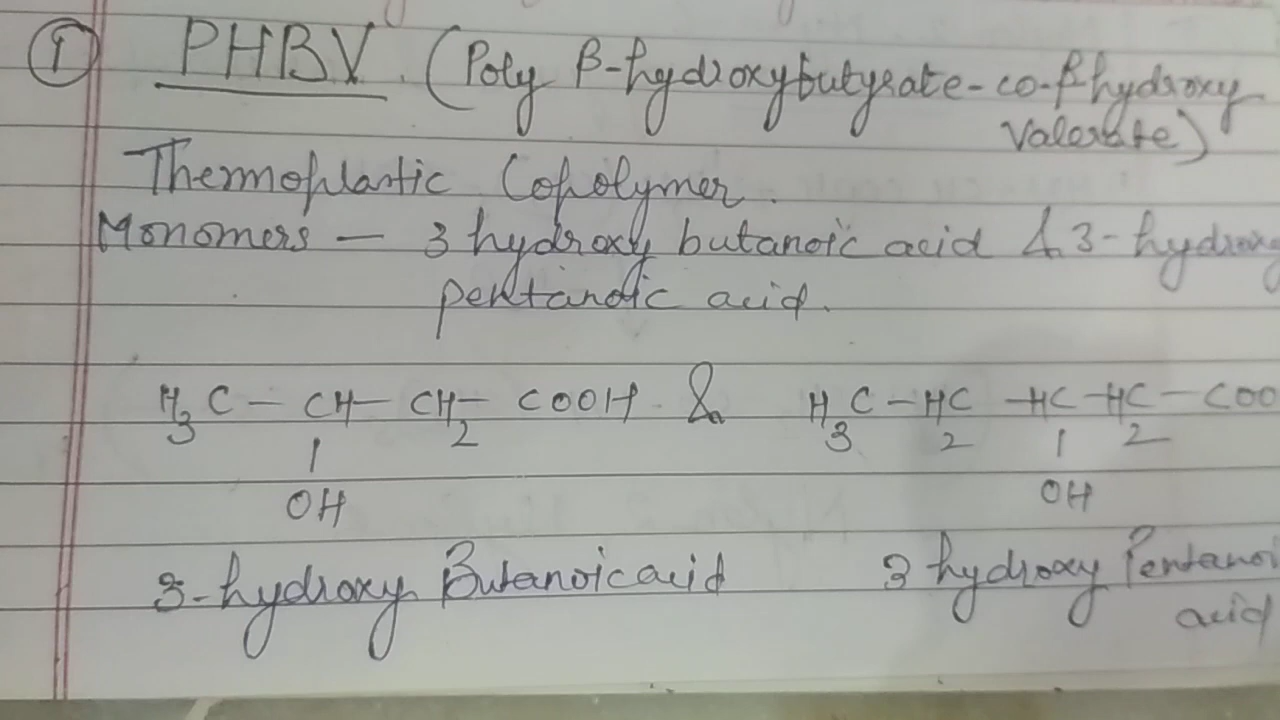 ① PHBV. (Poly β-hydroxybutyrate-co-β hydroxy
Valerate)
Thermoplastic Copolymer.
Monomers — 3 hydroxy butanoic acid & 3-hydroxy
pentanoic acid.
H₃C — CH — CH₂ — COOH & H₃C — H₂C — HC — H₂C — COO
OH OH
3-hydroxy Butanoic acid 3 hydroxy Pentanoi
acid